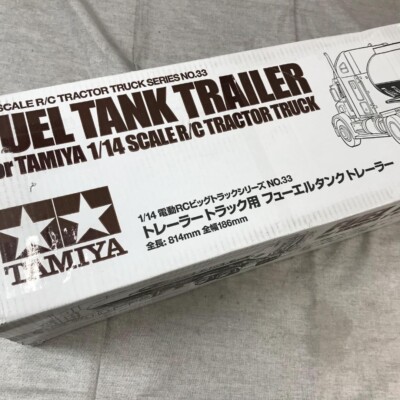 SCALE R/C TRACTOR TRUCK SERIES NO.33
FUEL TANK TRAILER
for TAMIYA 1/14 SCALE R/C TRACTOR TRUCK
1/14 電動RCビッグトラックシリーズ NO.33
トレーラートラック用 フューエルタンク トレーラー
全長: 814mm 全幅186mm
TAMIYA